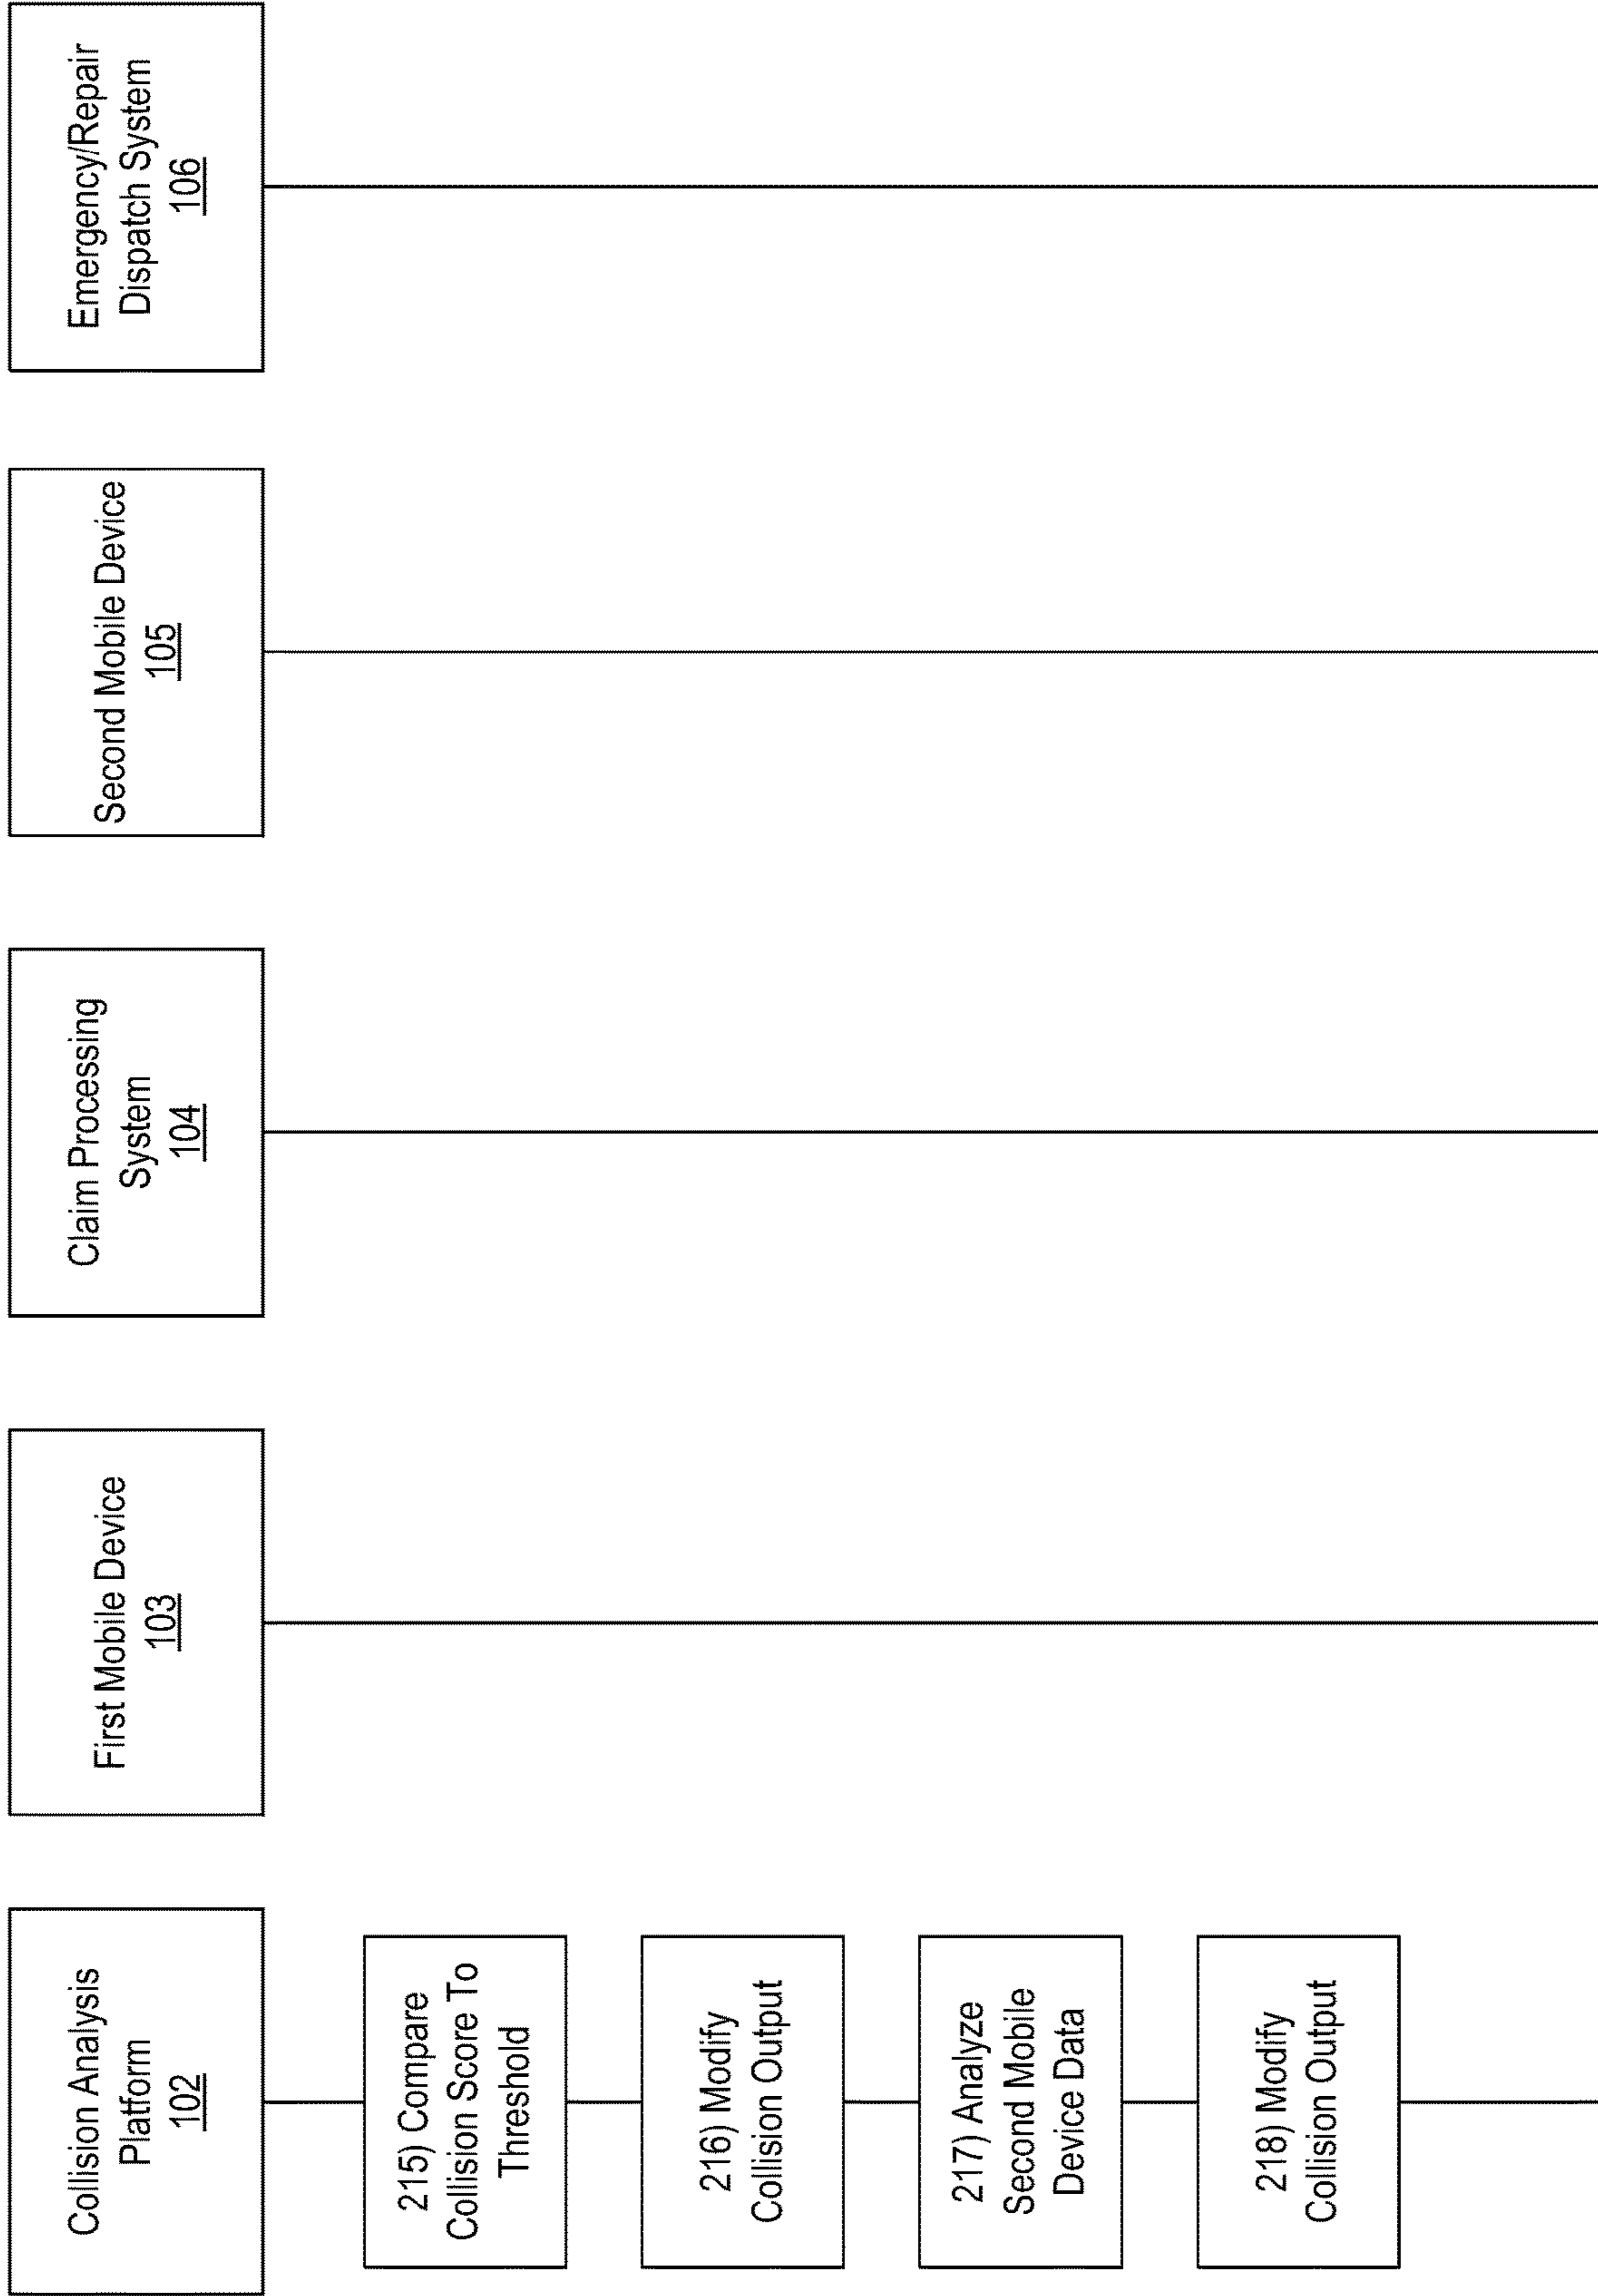 Collision Analysis
Platform
102
First Mobile Device
103
Claim Processing
System
104
Second Mobile Device
105
Emergency/Repair
Dispatch System
106
215) Compare
Collision Score To
Threshold
216) Modify
Collision Output
217) Analyze
Second Mobile
Device Data
218) Modify
Collision Output